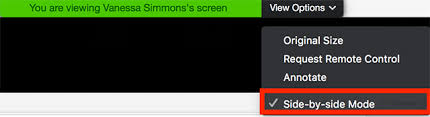 You are viewing Vanessa Simmons's screen
View Options
Original Size
Request Remote Control
Annotate
✓ Side-by-side Mode